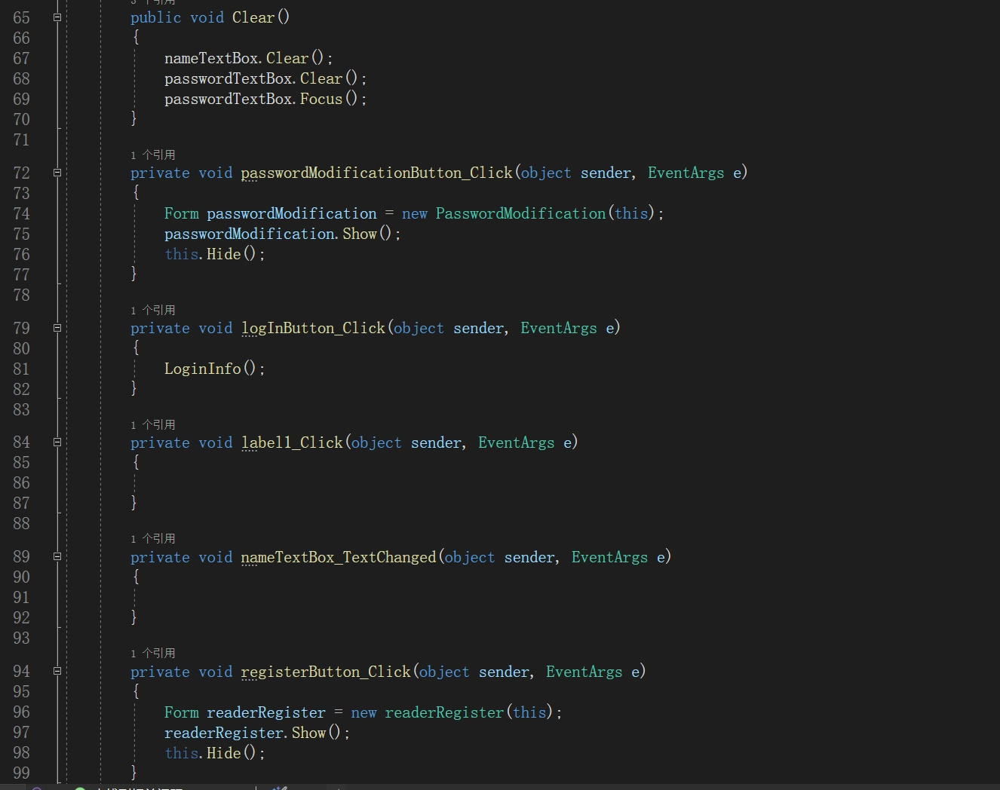 3 个引用
65 public void Clear()
66 {
67 nameTextBox.Clear();
68 passwordTextBox.Clear();
69 passwordTextBox.Focus();
70 }
71
1 个引用
72 private void passwordModificationButton_Click(object sender, EventArgs e)
73 {
74 Form passwordModification = new PasswordModification(this);
75 passwordModification.Show();
76 this.Hide();
77 }
78
1 个引用
79 private void logInButton_Click(object sender, EventArgs e)
80 {
81 LoginInfo();
82 }
83
1 个引用
84 private void label1_Click(object sender, EventArgs e)
85 {
86
87 }
88
1 个引用
89 private void nameTextBox_TextChanged(object sender, EventArgs e)
90 {
91
92 }
93
1 个引用
94 private void registerButton_Click(object sender, EventArgs e)
95 {
96 Form readerRegister = new readerRegister(this);
97 readerRegister.Show();
98 this.Hide();
99 }